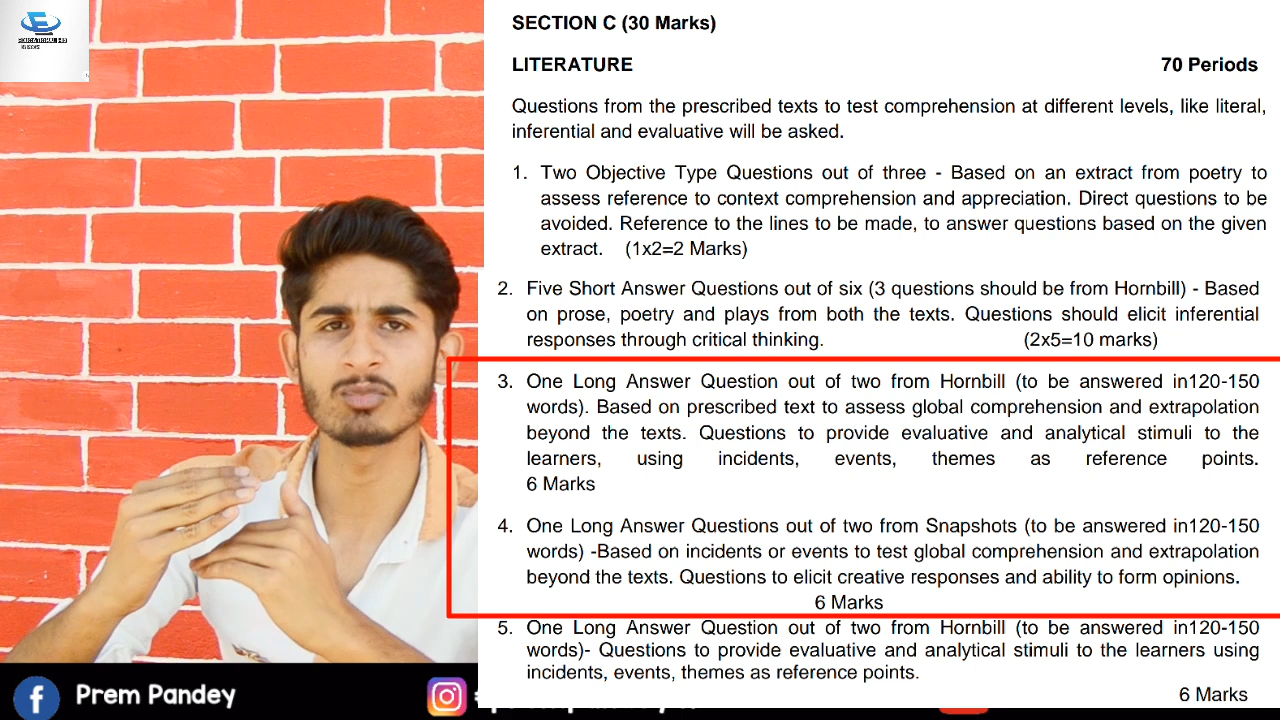 SECTION C (30 Marks)
LITERATURE 70 Periods
Questions from the prescribed texts to test comprehension at different levels, like literal,
inferential and evaluative will be asked.
1. Two Objective Type Questions out of three - Based on an extract from poetry to
assess reference to context comprehension and appreciation. Direct questions to be
avoided. Reference to the lines to be made, to answer questions based on the given
extract. (1x2=2 Marks)
2. Five Short Answer Questions out of six (3 questions should be from Hornbill) - Based
on prose, poetry and plays from both the texts. Questions should elicit inferential
responses through critical thinking. (2x5=10 marks)
3. One Long Answer Question out of two from Hornbill (to be answered in120-150
words). Based on prescribed text to assess global comprehension and extrapolation
beyond the texts. Questions to provide evaluative and analytical stimuli to the
learners, using incidents, events, themes as reference points.
6 Marks
4. One Long Answer Questions out of two from Snapshots (to be answered in120-150
words) -Based on incidents or events to test global comprehension and extrapolation
beyond the texts. Questions to elicit creative responses and ability to form opinions.
6 Marks
5. One Long Answer Question out of two from Hornbill (to be answered in120-150
words)- Questions to provide evaluative and analytical stimuli to the learners using
incidents, events, themes as reference points.
6 Marks
Prem Pandey